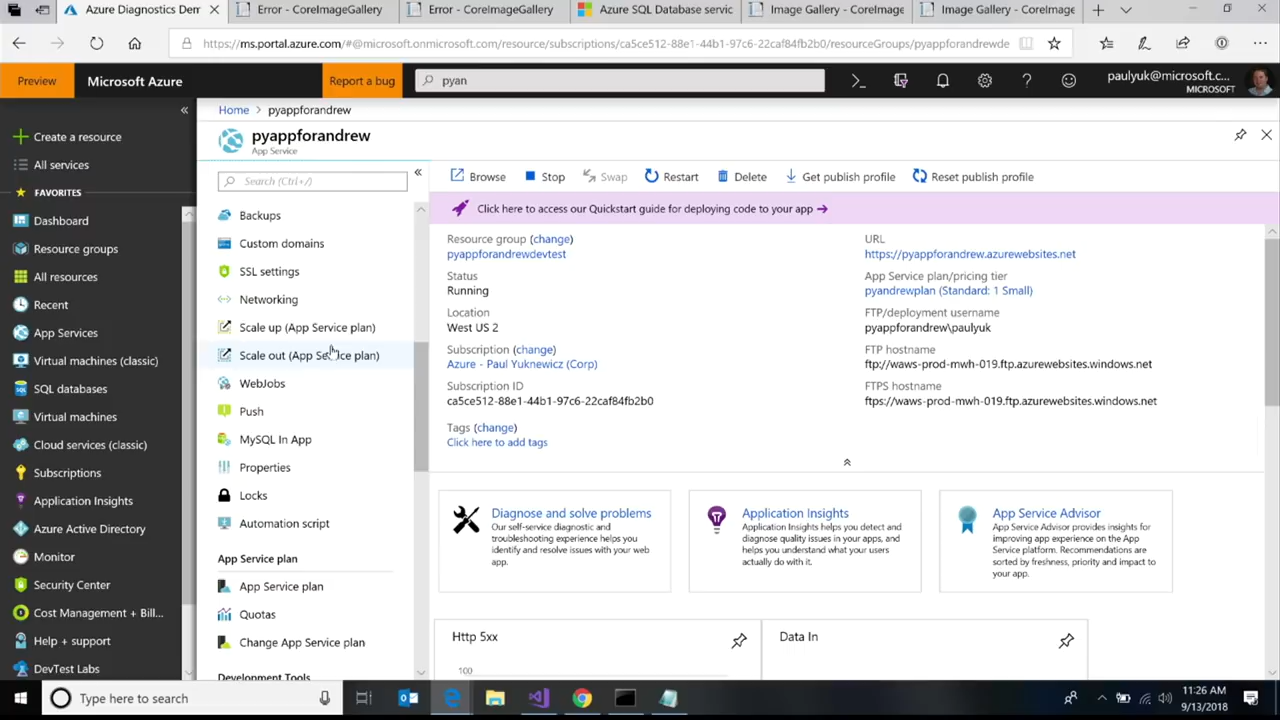 Azure Diagnostics Dem
Error - CoreImageGallery
Error - CoreImageGallery
Azure SQL Database servic
Image Gallery - CoreImage
Image Gallery - CoreImage
https://ms.portal.azure.com/#@microsoft.onmicrosoft.com/resource/subscriptions/ca5ce512-88e1-44b1-97c6-22caf84fb2b0/resourceGroups/pyappforandrewde
Preview
Microsoft Azure
Report a bug
pyan
paulyuk@microsoft.c...
MICROSOFT
Create a resource
All services
FAVORITES
Dashboard
Resource groups
All resources
Recent
App Services
Virtual machines (classic)
SQL databases
Virtual machines
Cloud services (classic)
Subscriptions
Application Insights
Azure Active Directory
Monitor
Security Center
Cost Management + Bill...
Help + support
DevTest Labs
Home > pyappforandrew
pyappforandrew
App Service
Search (Ctrl+/)
Backups
Custom domains
SSL settings
Networking
Scale up (App Service plan)
Scale out (App Service plan)
WebJobs
Push
MySQL In App
Properties
Locks
Automation script
App Service plan
App Service plan
Quotas
Change App Service plan
Development Tools
Browse
Stop
Swap
Restart
Delete
Get publish profile
Reset publish profile
Click here to access our Quickstart guide for deploying code to your app
Resource group (change)
pyappforandrewdevtest
Status
Running
Location
West US 2
Subscription (change)
Azure - Paul Yuknewicz (Corp)
Subscription ID
ca5ce512-88e1-44b1-97c6-22caf84fb2b0
Tags (change)
Click here to add tags
URL
https://pyappforandrew.azurewebsites.net
App Service plan/pricing tier
pyandrewplan (Standard: 1 Small)
FTP/deployment username
pyappforandrew\paulyuk
FTP hostname
ftp://waws-prod-mwh-019.ftp.azurewebsites.windows.net
FTPS hostname
ftps://waws-prod-mwh-019.ftp.azurewebsites.windows.net
Diagnose and solve problems
Our self-service diagnostic and
troubleshooting experience helps you
identify and resolve issues with your web
app.
Application Insights
Application Insights helps you detect and
diagnose quality issues in your apps, and
helps you understand what your users
actually do with it.
App Service Advisor
App Service Advisor provides insights for
improving app experience on the App
Service platform. Recommendations are
sorted by freshness, priority and impact to
your app.
Http 5xx
100
Data In
Type here to search
11:26 AM
9/13/2018